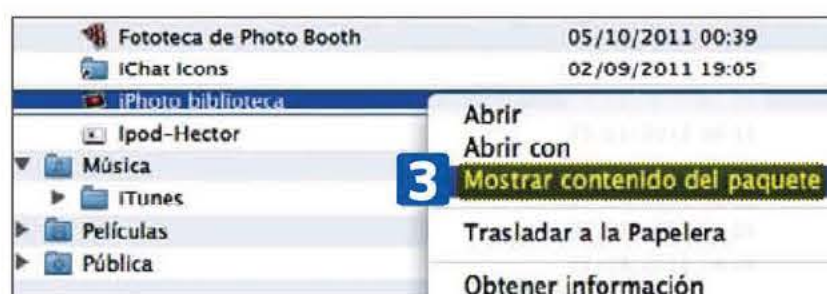 Fototeca de Photo Booth 05/10/2011 00:39
iChat Icons 02/09/2011 19:05
iPhoto biblioteca
Ipod-Hector
Música
iTunes
Películas
Pública
3
Abrir
Abrir con
Mostrar contenido del paquete
Trasladar a la Papelera
Obtener información